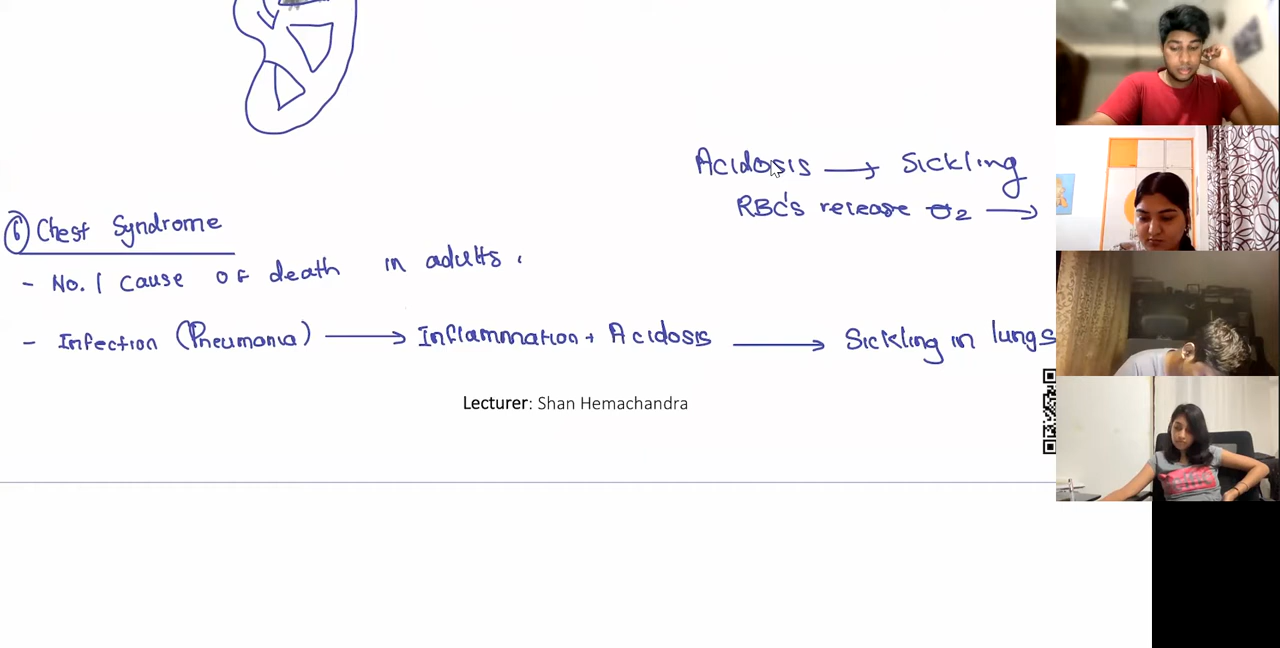 Acidosis → Sickling
RBC's release O2 →
⑥ Chest Syndrome
- No. 1 cause of death in adults.
- Infection (Pneumonia) → Inflammation + Acidosis → Sickling in lungs
Lecturer: Shan Hemachandra